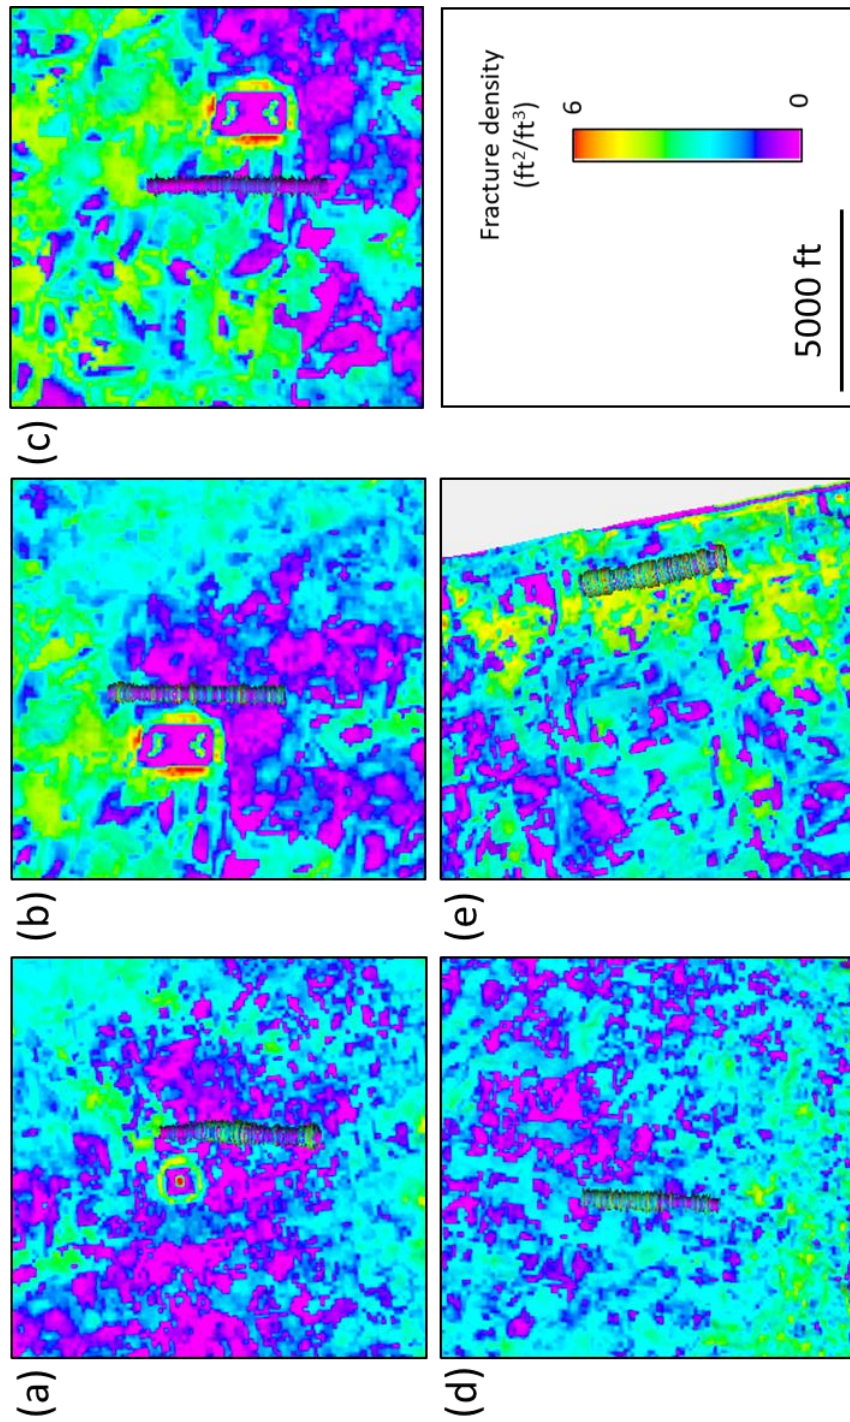 (a)
(b)
(c)
(d)
(e)
Fracture density
(ft²/ft³)
6
0
5000 ft